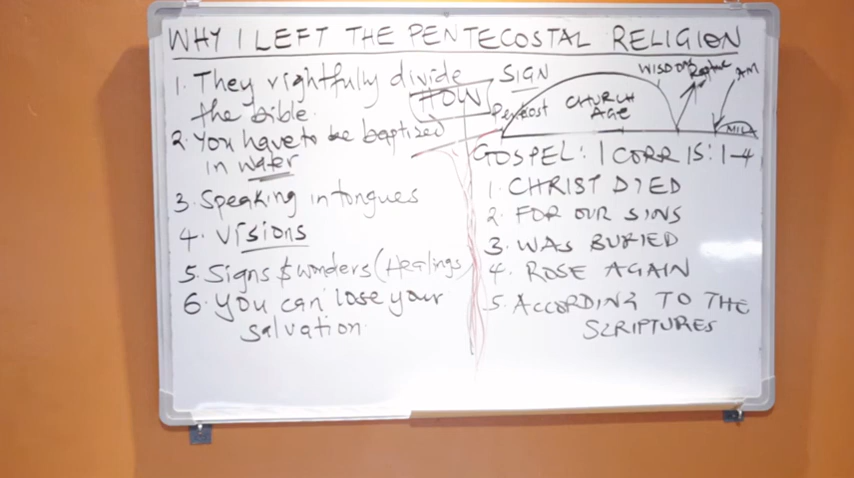 WHY I LEFT THE PENTECOSTAL RELIGION
1. They rightfully divide
the bible.
HOW
2. You have to be baptized
in water
3. Speaking in tongues
4. Visions
5. Signs & wonders (Healings)
6. You can lose your
salvation.
SIGN
WISDOM
Rapture
AM
Pentecost
CHURCH
Age
MILL
GOSPEL: 1 CORR 15:1-4
1. CHRIST DIED
2. FOR OUR SINS
3. WAS BURIED
4. ROSE AGAIN
5. ACCORDING TO THE
SCRIPTURES